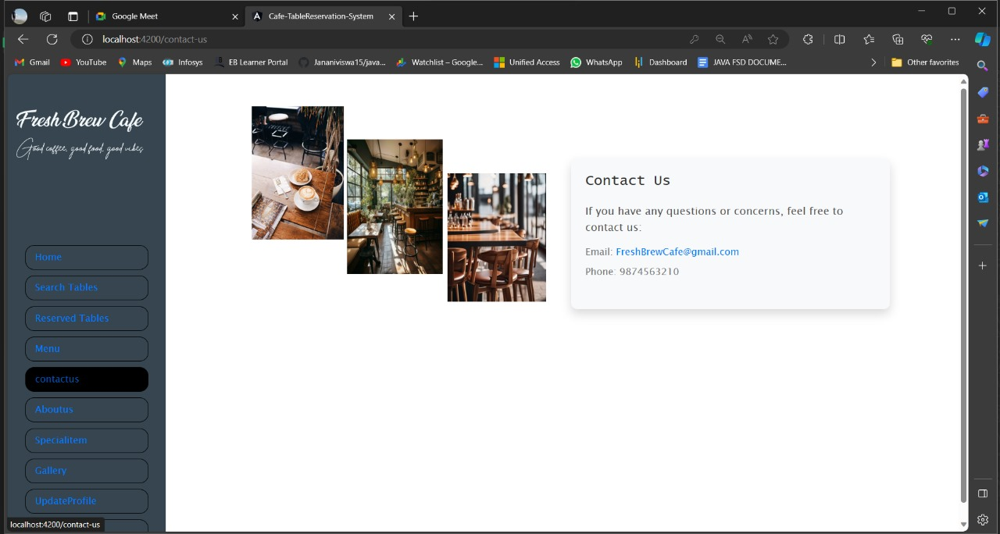 Google Meet
Cafe-TableReservation-System
localhost:4200/contact-us
Gmail
YouTube
Maps
Infosys
EB Learner Portal
Jananiviswa15/java...
Watchlist – Google...
Unified Access
WhatsApp
Dashboard
JAVA FSD DOCUME...
Other favorites
Fresh Brew Cafe
Good coffee, good food, good vibes
Home
Search Tables
Reserved Tables
Menu
contactus
Aboutus
Specialitem
Gallery
UpdateProfile
Contact Us
If you have any questions or concerns, feel free to
contact us:
Email: FreshBrewCafe@gmail.com
Phone: 9874563210
localhost:4200/contact-us